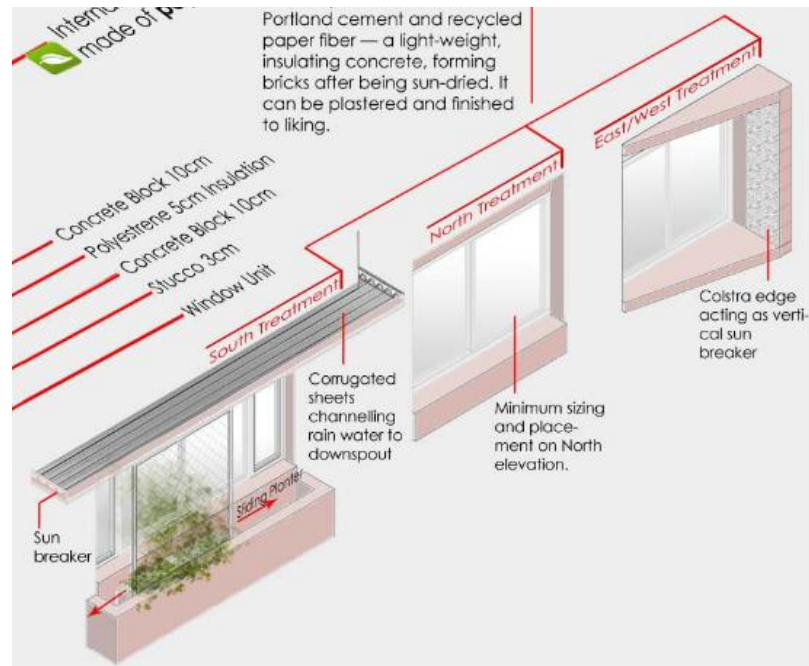 made of
Portland cement and recycled
paper fiber — a light-weight,
insulating concrete, forming
bricks after being sun-dried. It
can be plastered and finished
to liking.
Concrete Block 10cm
Polyestrene 5cm Insulation
Concrete Block 10cm
Stucco 3cm
Window Unit
South Treatment
North Treatment
East/West Treatment
Colstra edge
acting as verti-
cal sun
breaker
Corrugated
sheets
channelling
rain water to
downspout
Minimum sizing
and place-
ment on North
elevation.
Sliding Planter
Sun
breaker